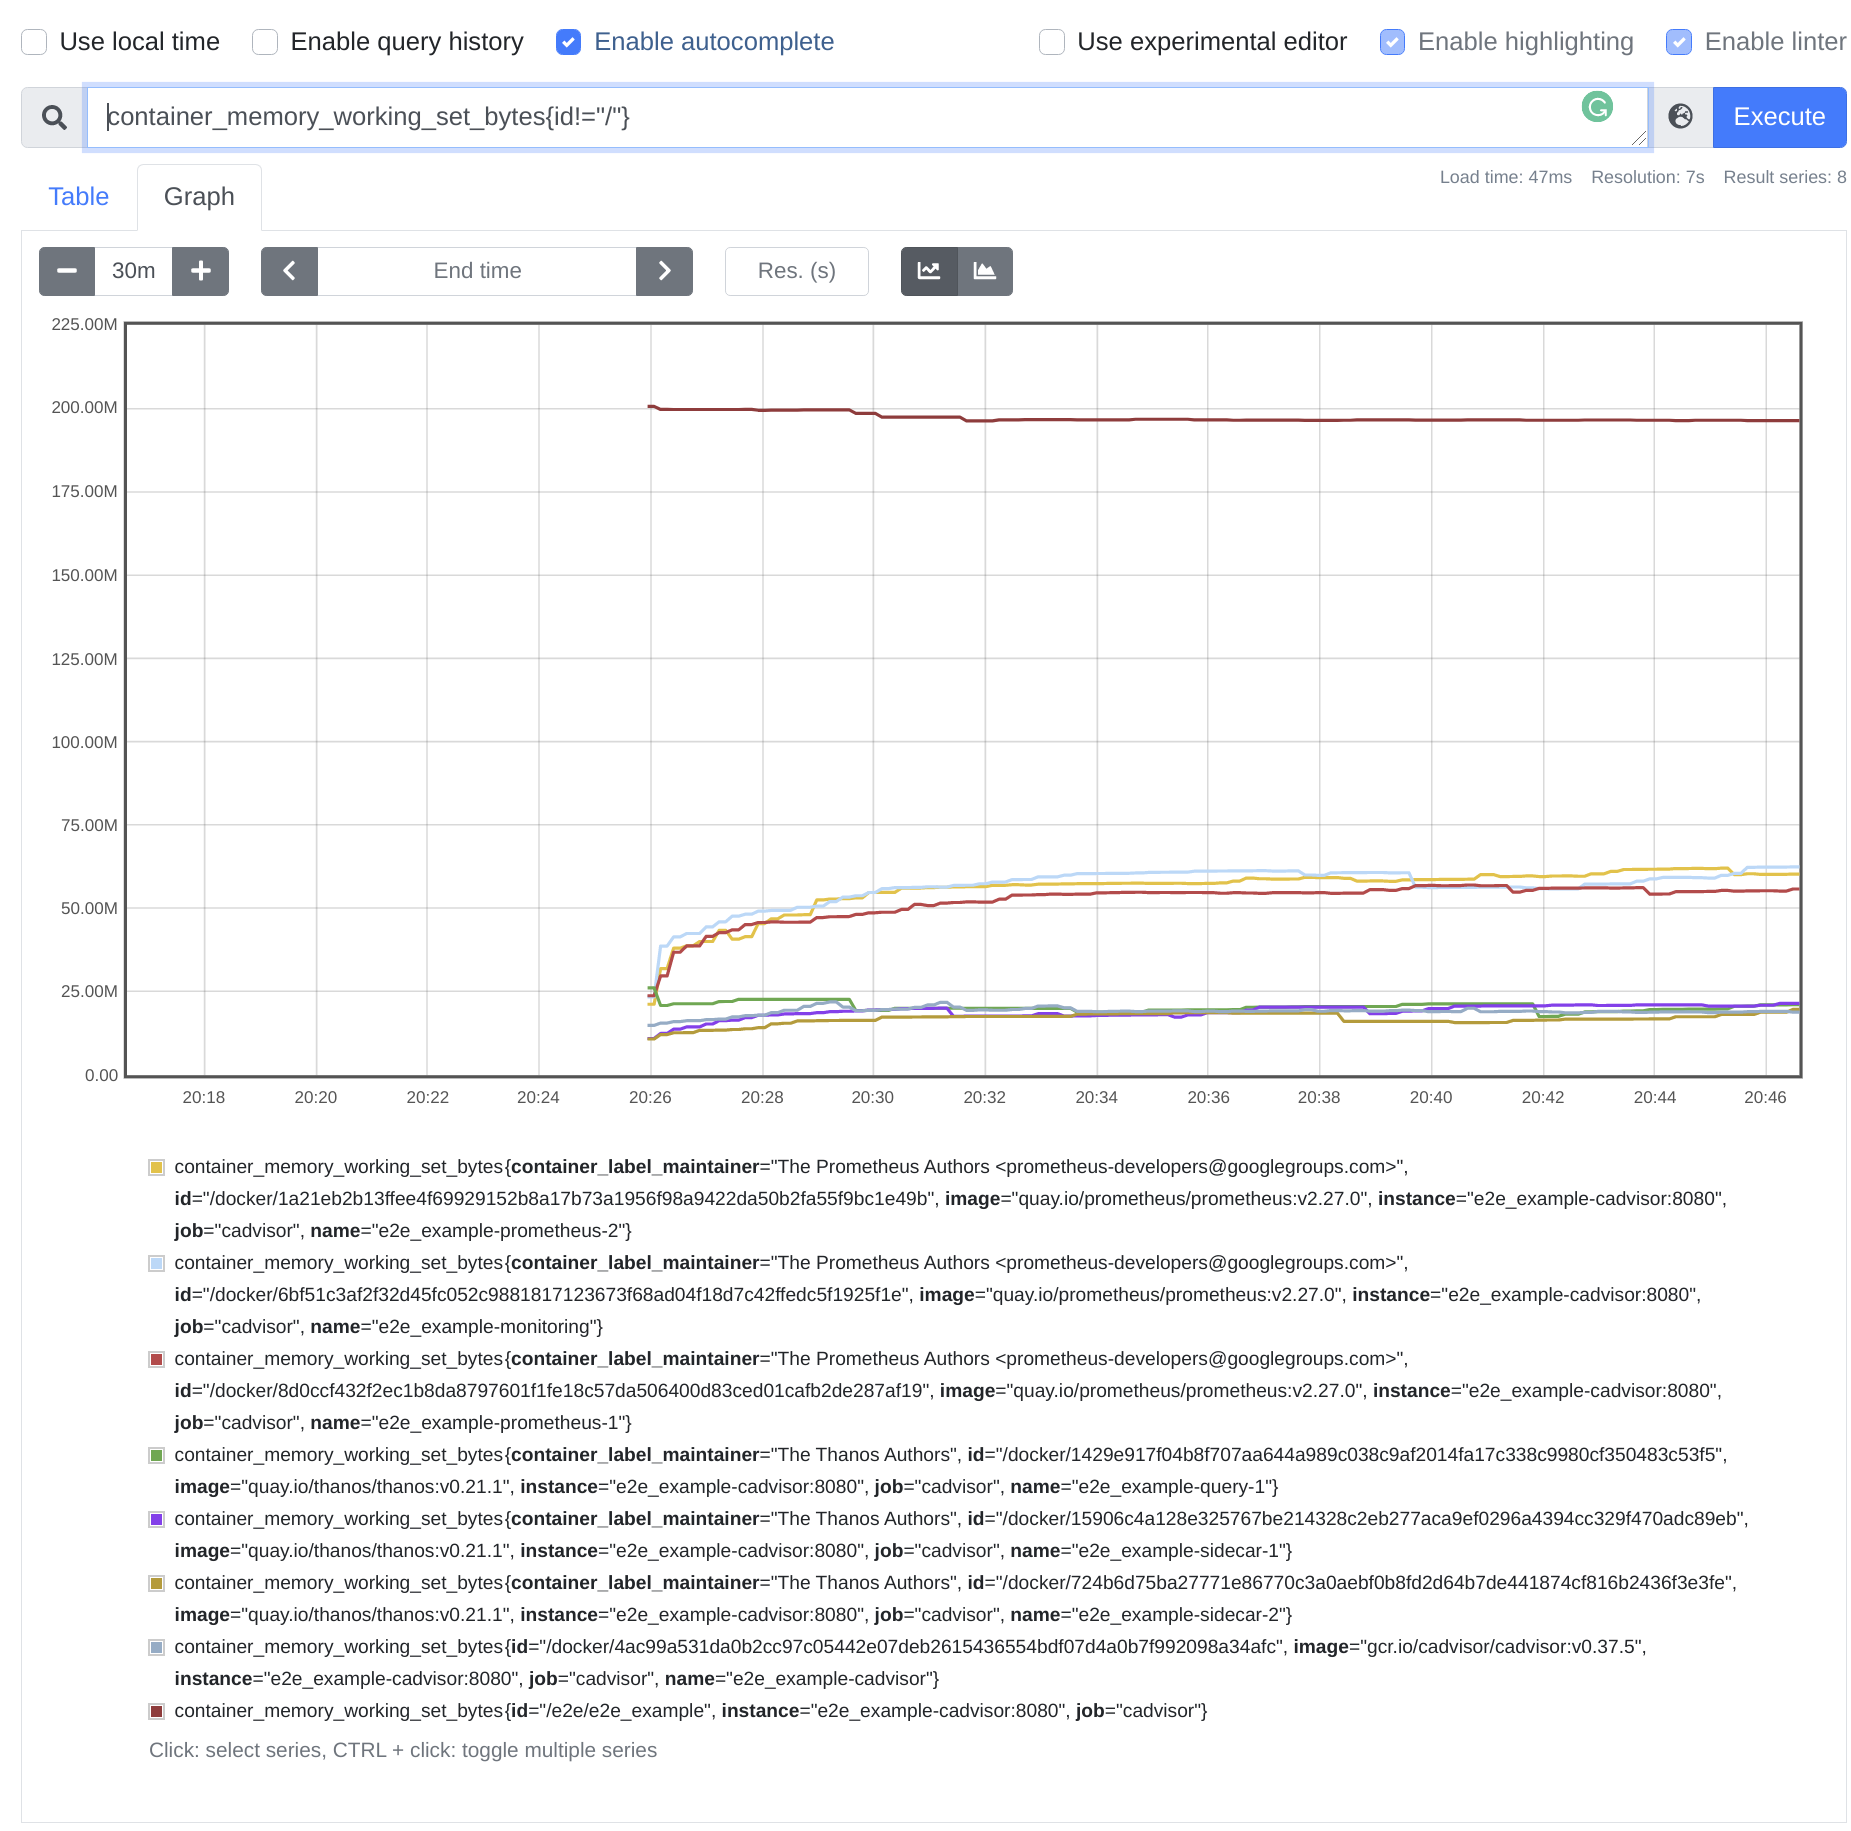 Use local time Enable query history Enable autocomplete Use experimental editor Enable highlighting Enable linter
container_memory_working_set_bytes{id!="/"}
Execute
Load time: 47ms Resolution: 7s Result series: 8
Table Graph
30m End time Res. (s)
225.00M
200.00M
175.00M
150.00M
125.00M
100.00M
75.00M
50.00M
25.00M
0.00
20:18 20:20 20:22 20:24 20:26 20:28 20:30 20:32 20:34 20:36 20:38 20:40 20:42 20:44 20:46
container_memory_working_set_bytes{container_label_maintainer="The Prometheus Authors <prometheus-developers@googlegroups.com>",
id="/docker/1a21eb2b13ffee4f69929152b8a17b73a1956f98a9422da50b2fa55f9bc1e49b", image="quay.io/prometheus/prometheus:v2.27.0", instance="e2e_example-cadvisor:8080",
job="cadvisor", name="e2e_example-prometheus-2"}
container_memory_working_set_bytes{container_label_maintainer="The Prometheus Authors <prometheus-developers@googlegroups.com>",
id="/docker/6bf51c3af2f32d45fc052c9881817123673f68ad04f18d7c42ffedc5f1925f1e", image="quay.io/prometheus/prometheus:v2.27.0", instance="e2e_example-cadvisor:8080",
job="cadvisor", name="e2e_example-monitoring"}
container_memory_working_set_bytes{container_label_maintainer="The Prometheus Authors <prometheus-developers@googlegroups.com>",
id="/docker/8d0ccf432f2ec1b8da8797601f1fe18c57da506400d83ced01cafb2de287af19", image="quay.io/prometheus/prometheus:v2.27.0", instance="e2e_example-cadvisor:8080",
job="cadvisor", name="e2e_example-prometheus-1"}
container_memory_working_set_bytes{container_label_maintainer="The Thanos Authors", id="/docker/1429e917f04b8f707aa644a989c038c9af2014fa17c338c9980cf350483c53f5",
image="quay.io/thanos/thanos:v0.21.1", instance="e2e_example-cadvisor:8080", job="cadvisor", name="e2e_example-query-1"}
container_memory_working_set_bytes{container_label_maintainer="The Thanos Authors", id="/docker/15906c4a128e325767be214328c2eb277aca9ef0296a4394cc329f470adc89eb",
image="quay.io/thanos/thanos:v0.21.1", instance="e2e_example-cadvisor:8080", job="cadvisor", name="e2e_example-sidecar-1"}
container_memory_working_set_bytes{container_label_maintainer="The Thanos Authors", id="/docker/724b6d75ba27771e86770c3a0aebf0b8fd2d64b7de441874cf816b2436f3e3fe",
image="quay.io/thanos/thanos:v0.21.1", instance="e2e_example-cadvisor:8080", job="cadvisor", name="e2e_example-sidecar-2"}
container_memory_working_set_bytes{id="/docker/4ac99a531da0b2cc97c05442e07deb2615436554bdf07d4a0b7f992098a34afc", image="gcr.io/cadvisor/cadvisor:v0.37.5",
instance="e2e_example-cadvisor:8080", job="cadvisor", name="e2e_example-cadvisor"}
container_memory_working_set_bytes{id="/e2e/e2e_example", instance="e2e_example-cadvisor:8080", job="cadvisor"}
Click: select series, CTRL + click: toggle multiple series